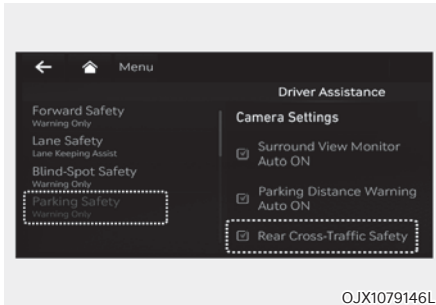 Menu
Driver Assistance
Forward Safety
Warning Only
Lane Safety
Lane Keeping Assist
Blind-Spot Safety
Warning Only
Parking Safety
Warning Only
Camera Settings
Surround View Monitor
Auto ON
Parking Distance Warning
Auto ON
Rear Cross-Traffic Safety
OJX1079146L